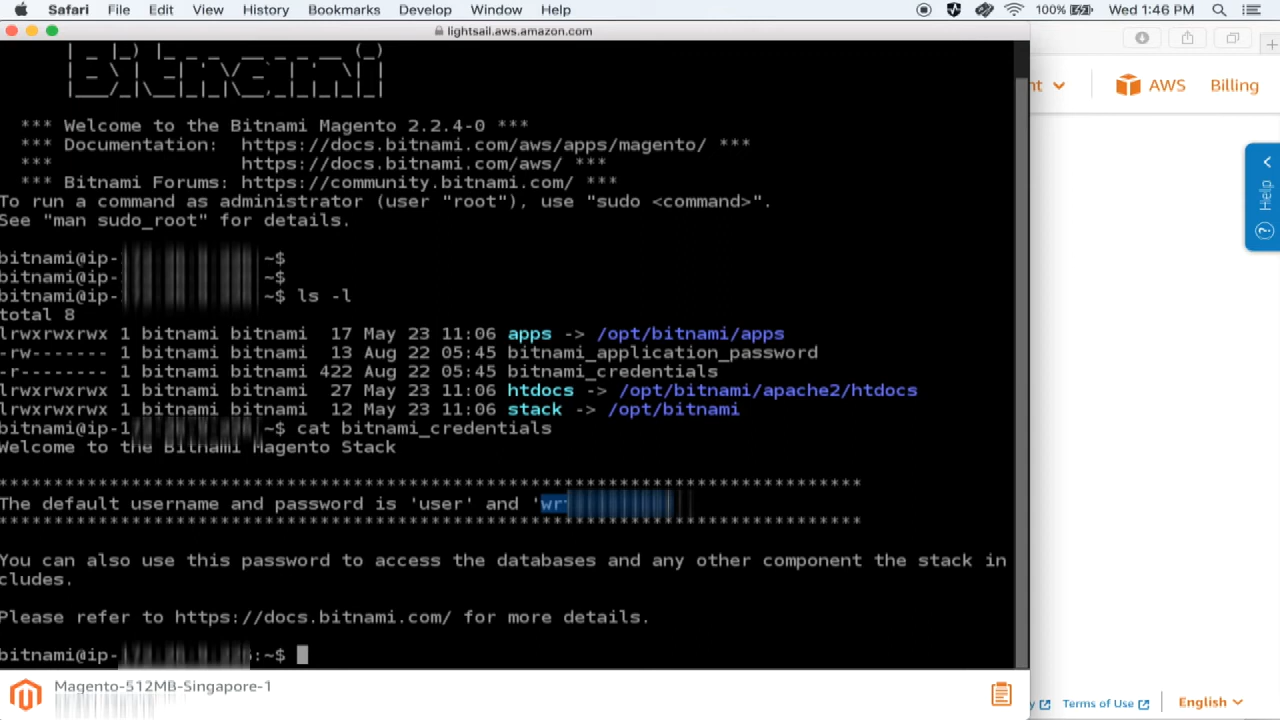 Safari File Edit View History Bookmarks Develop Window Help 100% Wed 1:46 PM
lightsail.aws.amazon.com
Bitnami
*** Welcome to the Bitnami Magento 2.2.4-0 ***
*** Documentation: https://docs.bitnami.com/aws/apps/magento/ ***
*** https://docs.bitnami.com/aws/ ***
*** Bitnami Forums: https://community.bitnami.com/ ***
To run a command as administrator (user "root"), use "sudo <command>".
See "man sudo_root" for details.
bitnami@ip- ~$
bitnami@ip- ~$
bitnami@ip- ~$ ls -l
total 8
lrwxrwxrwx 1 bitnami bitnami 17 May 23 11:06 apps -> /opt/bitnami/apps
-rw------- 1 bitnami bitnami 13 Aug 22 05:45 bitnami_application_password
-r-------- 1 bitnami bitnami 422 Aug 22 05:45 bitnami_credentials
lrwxrwxrwx 1 bitnami bitnami 27 May 23 11:06 htdocs -> /opt/bitnami/apache2/htdocs
lrwxrwxrwx 1 bitnami bitnami 12 May 23 11:06 stack -> /opt/bitnami
bitnami@ip-1 ~$ cat bitnami_credentials
Welcome to the Bitnami Magento Stack
******************************************************************************
The default username and password is 'user' and '
******************************************************************************
You can also use this password to access the databases and any other component the stack in
cludes.
Please refer to https://docs.bitnami.com/ for more details.
bitnami@ip- :~$
Magento-512MB-Singapore-1
AWS Billing
Help
Terms of Use English